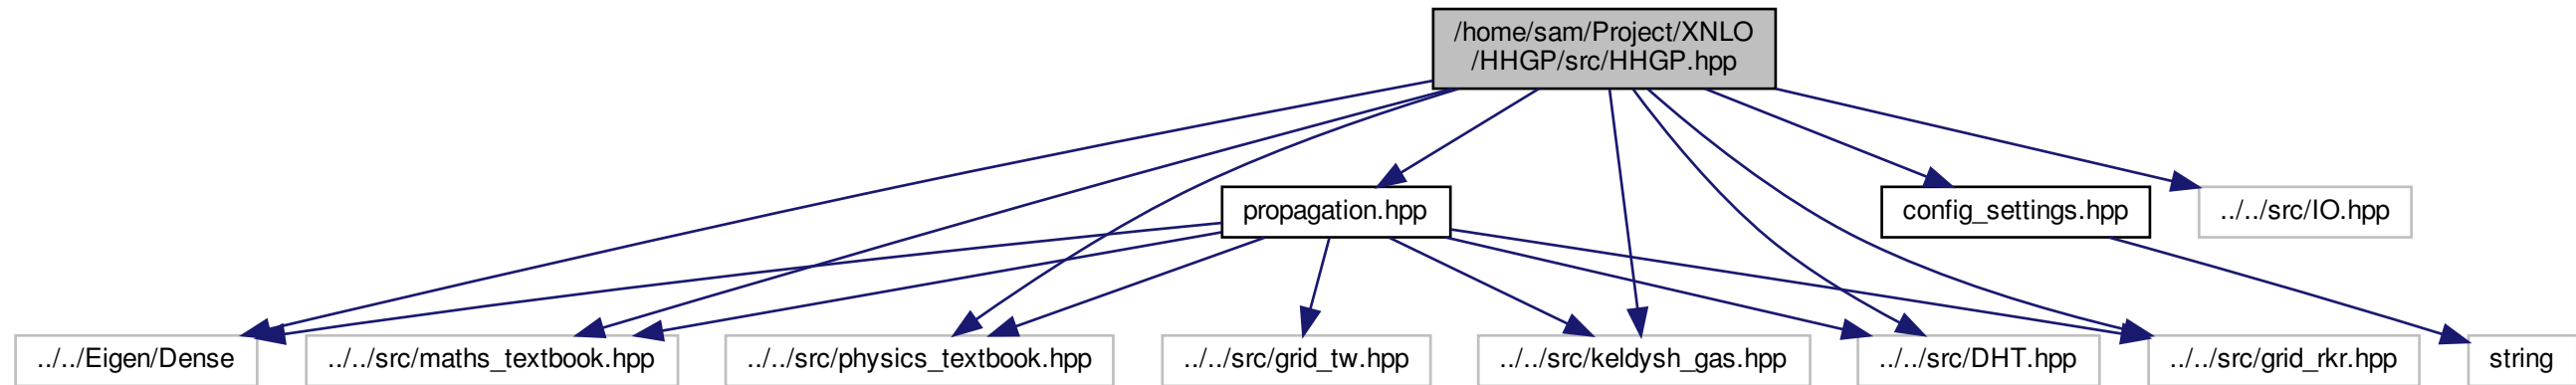 /home/sam/Project/XNLO
/HHGP/src/HHGP.hpp
propagation.hpp
config_settings.hpp
../../src/IO.hpp
../../Eigen/Dense
../../src/maths_textbook.hpp
../../src/physics_textbook.hpp
../../src/grid_tw.hpp
../../src/keldysh_gas.hpp
../../src/DHT.hpp
../../src/grid_rkr.hpp
string